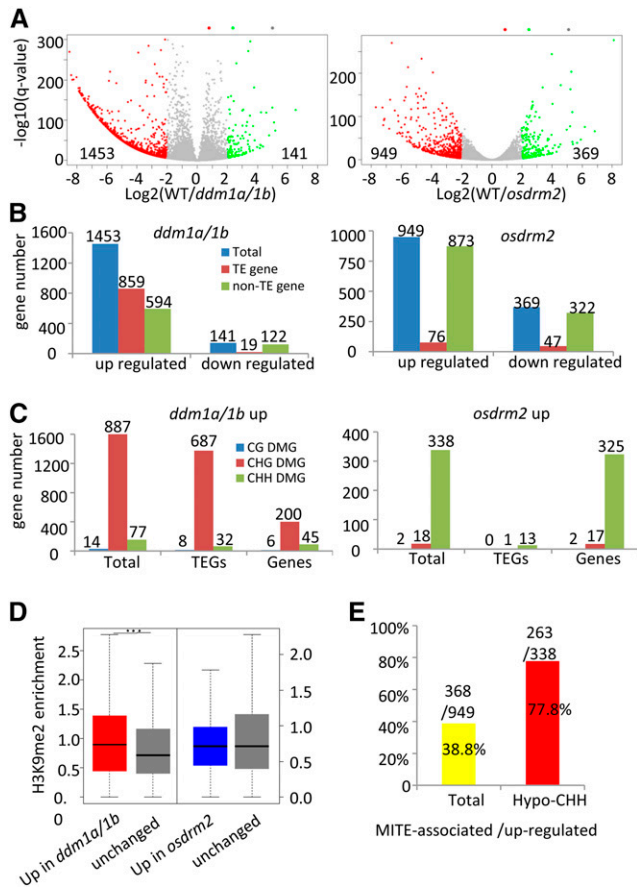 A
-log10(q-value)
300
200
100
0
1453
141
-8 -6 -4 -2 0 2 4 6 8
Log2(WT/ddm1a/1b)
200
100
0
949
369
-8 -6 -4 -2 0 2 4 6 8
Log2(WT/osdrm2)
B
ddm1a/1b
gene number
1600
1200
800
400
0
1453
859
594
141
19
122
Total
TE gene
non-TE gene
up regulated
down regulated
osdrm2
1000
750
500
250
0
949
76
873
369
47
322
up regulated
down regulated
C
ddm1a/1b up
gene number
1600
1200
800
400
0
14
887
77
8
687
32
6
200
45
CG DMG
CHG DMG
CHH DMG
Total
TEGs
Genes
osdrm2 up
400
300
200
100
0
2
18
338
0
1
13
2
17
325
Total
TEGs
Genes
D
H3K9me2 enrichment
2.5
2.0
1.5
1.0
0.5
0.
0
2.0
1.5
1.0
0.5
0.0
Up in ddm1a/1b
unchanged
Up in osdrm2
unchanged
E
100%
80%
60%
40%
20%
0
368
/949
38.8%
263
/338
77.8%
Total
Hypo-CHH
MITE-associated /up-regulated